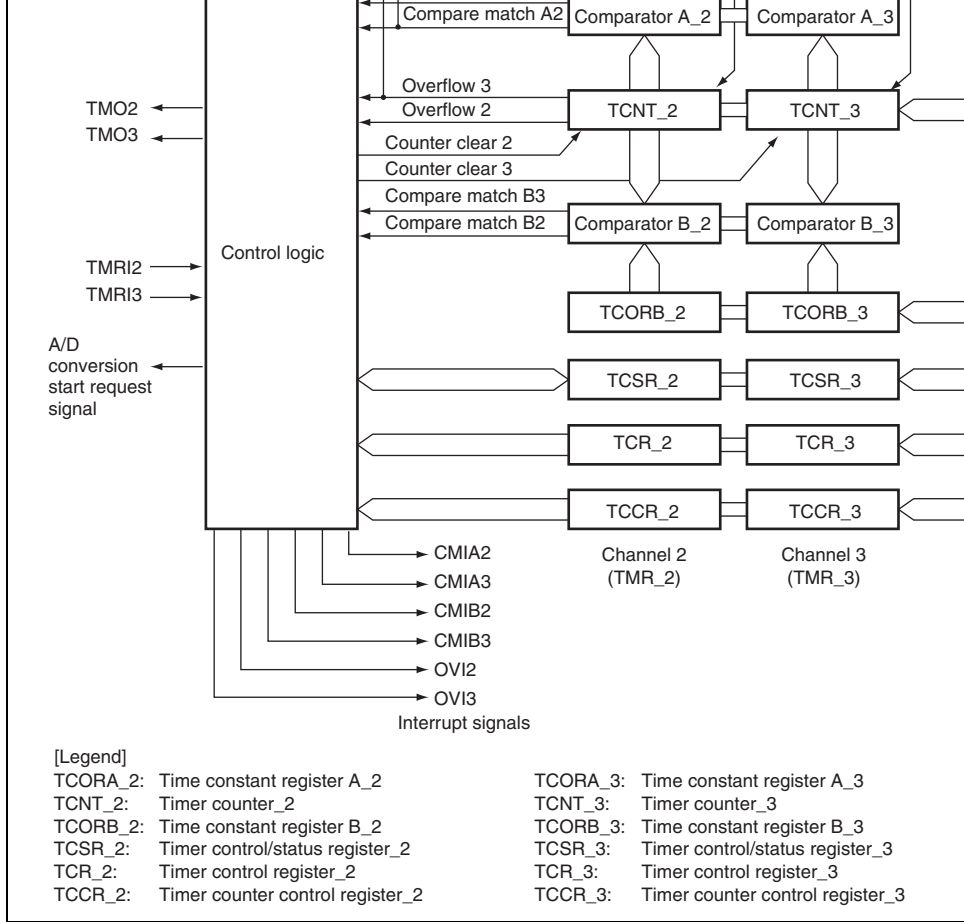 Compare match A2
Comparator A_2
Comparator A_3
Overflow 3
TMO2
TCNT_2
TCNT_3
Overflow 2
TMO3
Counter clear 2
Counter clear 3
Compare match B3
Compare match B2
Comparator B_2
Comparator B_3
Control logic
TMRI2
TMRI3
TCORB_2
TCORB_3
A/D
conversion
start request
signal
TCSR_2
TCSR_3
TCR_2
TCR_3
TCCR_2
TCCR_3
CMIA2
Channel 2
(TMR_2)
Channel 3
(TMR_3)
CMIA3
CMIB2
CMIB3
OVI2
OVI3
Interrupt signals
[Legend]
TCORA_2: Time constant register A_2
TCORA_3: Time constant register A_3
TCNT_2: Timer counter_2
TCNT_3: Timer counter_3
TCORB_2: Time constant register B_2
TCORB_3: Time constant register B_3
TCSR_2: Timer control/status register_2
TCSR_3: Timer control/status register_3
TCR_2: Timer control register_2
TCR_3: Timer control register_3
TCCR_2: Timer counter control register_2
TCCR_3: Timer counter control register_3